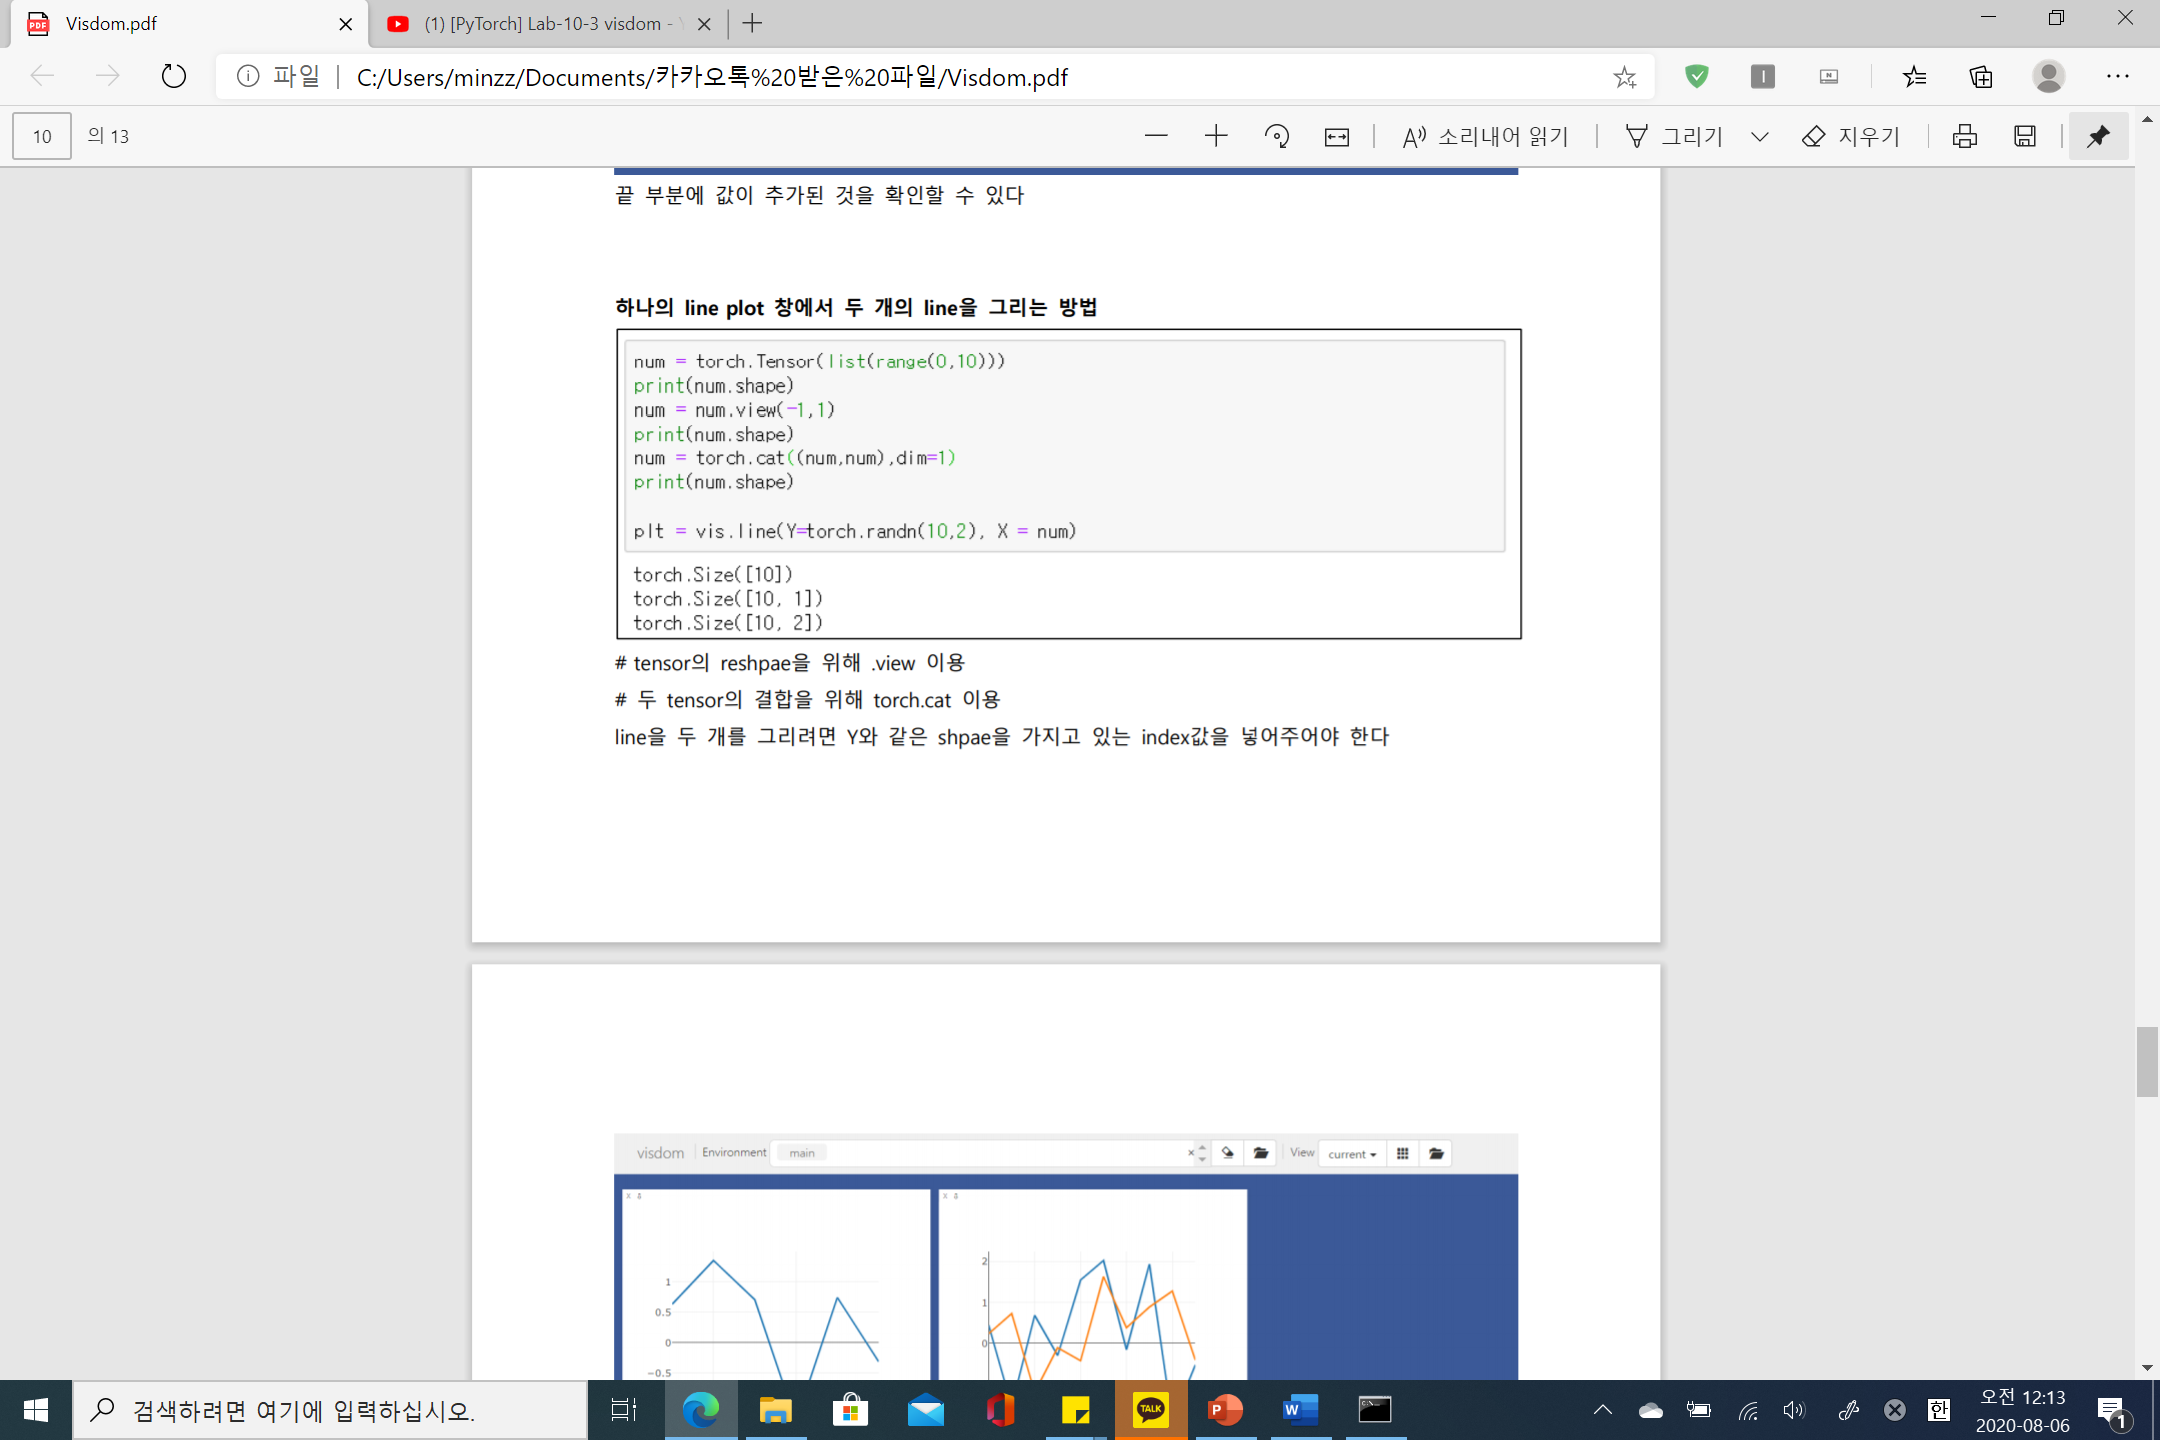 Visdom.pdf
(1) [PyTorch] Lab-10-3 visdom -
파일 | C:/Users/minzz/Documents/카카오톡%20받은%20파일/Visdom.pdf
10 의 13
소리내어 읽기
그리기
지우기
끝 부분에 값이 추가된 것을 확인할 수 있다
하나의 line plot 창에서 두 개의 line을 그리는 방법
num = torch.Tensor(list(range(0,10)))
print(num.shape)
num = num.view(-1,1)
print(num.shape)
num = torch.cat((num,num),dim=1)
print(num.shape)
plt = vis.line(Y=torch.randn(10,2), X = num)
torch.Size([10])
torch.Size([10, 1])
torch.Size([10, 2])
# tensor의 reshpae을 위해 .view 이용
# 두 tensor의 결합을 위해 torch.cat 이용
line을 두 개를 그리려면 Y와 같은 shpae을 가지고 있는 index값을 넣어주어야 한다
visdom Environment main View current
1
0.5
0
-0.5
2
1
0
검색하려면 여기에 입력하십시오.
TALK
한
오전 12:13
2020-08-06
1